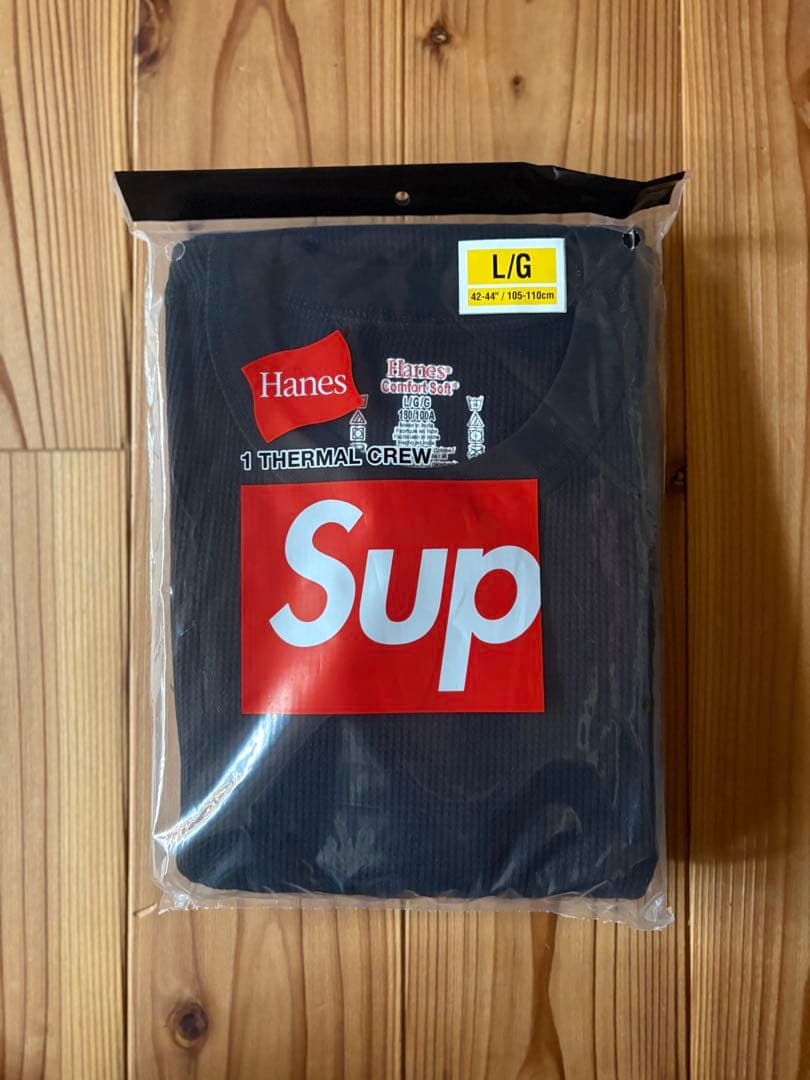 L/G
42-44" / 105-110cm
Hanes
Hanes®
Comfort Soft®
L/G/G
180/100A
1 THERMAL CREW
Sup